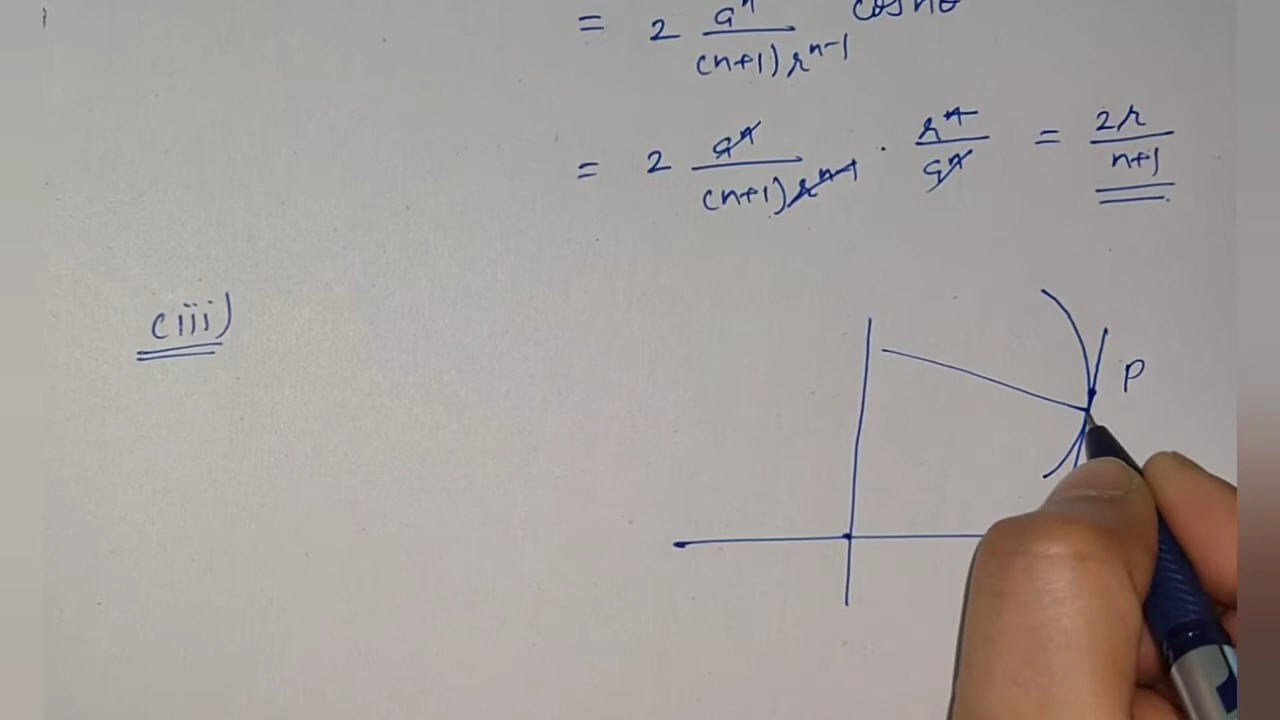 = 2 aⁿ/((n+1) rⁿ⁻¹) cos nθ
= 2 aⁿ/((n+1) rⁿ⁻¹) · rⁿ/aⁿ = 2r/(n+1)
(iii)
P